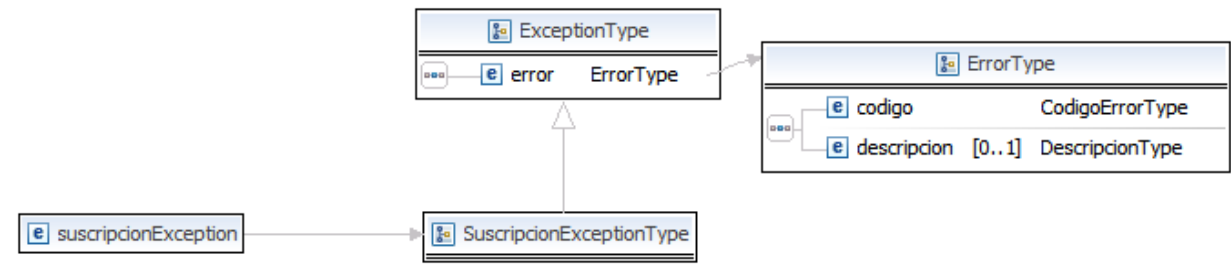 ExceptionType
e error ErrorType
ErrorType
e codigo CodigoErrorType
e descripcion [0..1] DescripcionType
e suscripcionException
SuscripcionExceptionType